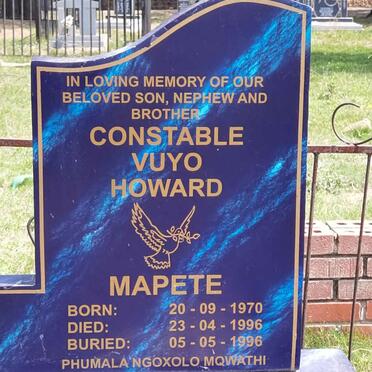 IN LOVING MEMORY OF OUR
BELOVED SON, NEPHEW AND
BROTHER
CONSTABLE
VUYO
HOWARD
MAPETE
BORN: 20 - 09 - 1970
DIED: 23 - 04 - 1996
BURIED: 05 - 05 - 1996
PHUMALA NGOXOLO MQWATHI